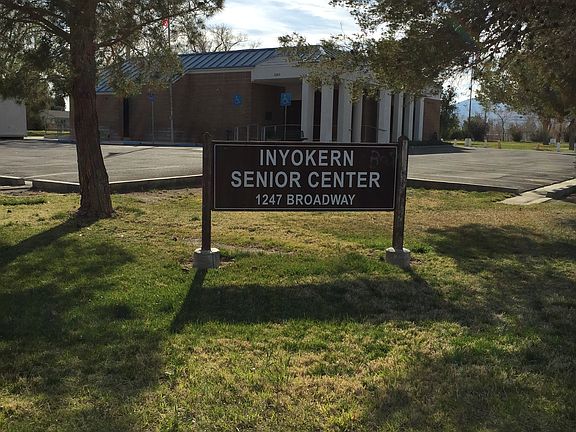 INYOKERN
SENIOR CENTER
1247 BROADWAY